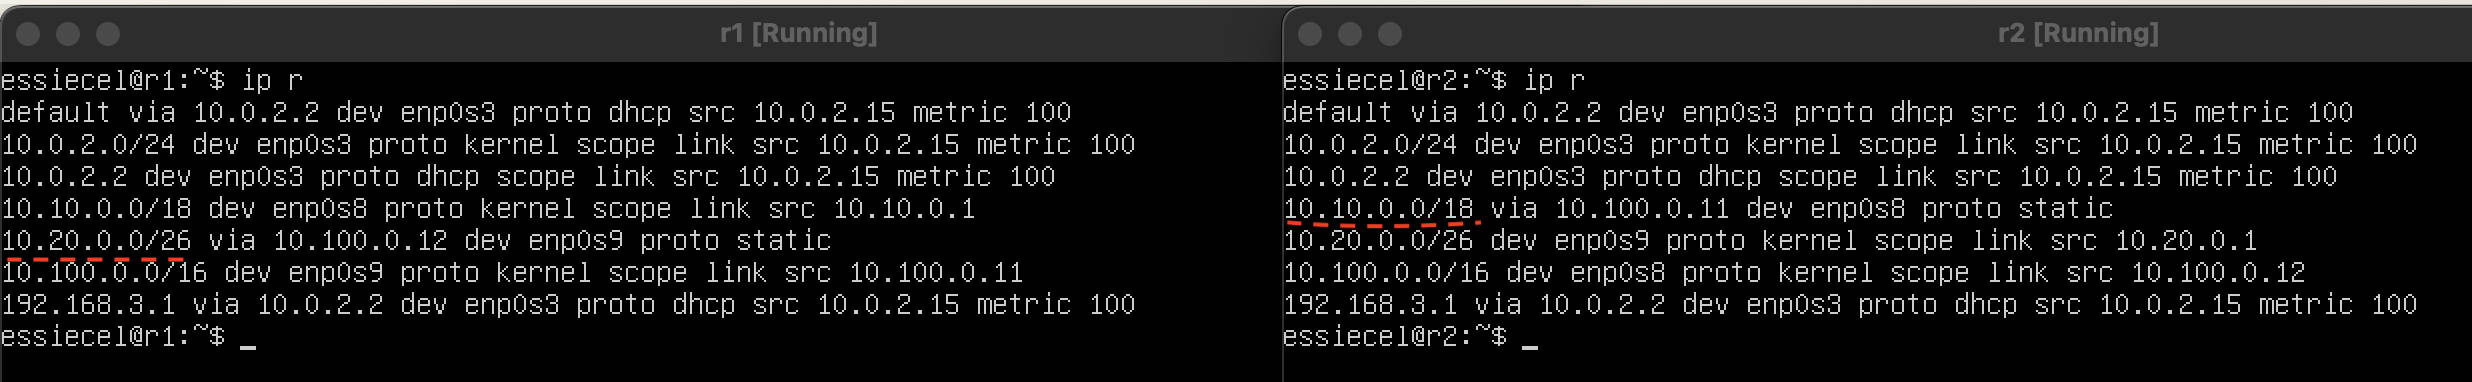 r1 [Running]
essiecel@r1:~$ ip r
default via 10.0.2.2 dev enp0s3 proto dhcp src 10.0.2.15 metric 100
10.0.2.0/24 dev enp0s3 proto kernel scope link src 10.0.2.15 metric 100
10.0.2.2 dev enp0s3 proto dhcp scope link src 10.0.2.15 metric 100
10.10.0.0/18 dev enp0s8 proto kernel scope link src 10.10.0.1
10.20.0.0/26 via 10.100.0.12 dev enp0s9 proto static
10.100.0.0/16 dev enp0s9 proto kernel scope link src 10.100.0.11
192.168.3.1 via 10.0.2.2 dev enp0s3 proto dhcp src 10.0.2.15 metric 100
essiecel@r1:~$ _
r2 [Running]
essiecel@r2:~$ ip r
default via 10.0.2.2 dev enp0s3 proto dhcp src 10.0.2.15 metric 100
10.0.2.0/24 dev enp0s3 proto kernel scope link src 10.0.2.15 metric 100
10.0.2.2 dev enp0s3 proto dhcp scope link src 10.0.2.15 metric 100
10.10.0.0/18 via 10.100.0.11 dev enp0s8 proto static
10.20.0.0/26 dev enp0s9 proto kernel scope link src 10.20.0.1
10.100.0.0/16 dev enp0s8 proto kernel scope link src 10.100.0.12
192.168.3.1 via 10.0.2.2 dev enp0s3 proto dhcp src 10.0.2.15 metric 100
essiecel@r2:~$ _